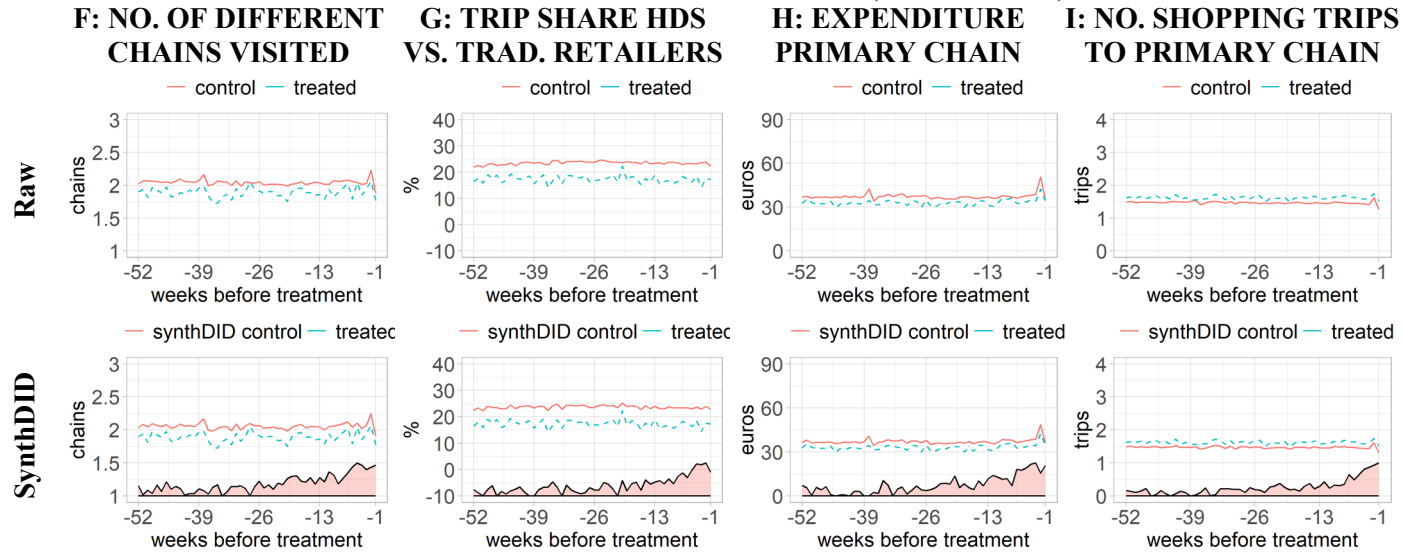 F: NO. OF DIFFERENT
CHAINS VISITED
G: TRIP SHARE HDS
VS. TRAD. RETAILERS
H: EXPENDITURE
PRIMARY CHAIN
I: NO. SHOPPING TRIPS
TO PRIMARY CHAIN
Raw
control treated
chains
3
2.5
2
1.5
1
-52 -39 -26 -13 -1
weeks before treatment
control treated
%
40
30
20
10
0
-10
-52 -39 -26 -13 -1
weeks before treatment
control treated
euros
90
60
30
0
-52 -39 -26 -13 -1
weeks before treatment
control treated
trips
4
3
2
1
0
-52 -39 -26 -13 -1
weeks before treatment
SynthDID
synthDID control treated
chains
3
2.5
2
1.5
1
-52 -39 -26 -13 -1
weeks before treatment
synthDID control treated
%
40
30
20
10
0
-10
-52 -39 -26 -13 -1
weeks before treatment
synthDID control treated
euros
90
60
30
0
-52 -39 -26 -13 -1
weeks before treatment
synthDID control treated
trips
4
3
2
1
0
-52 -39 -26 -13 -1
weeks before treatment